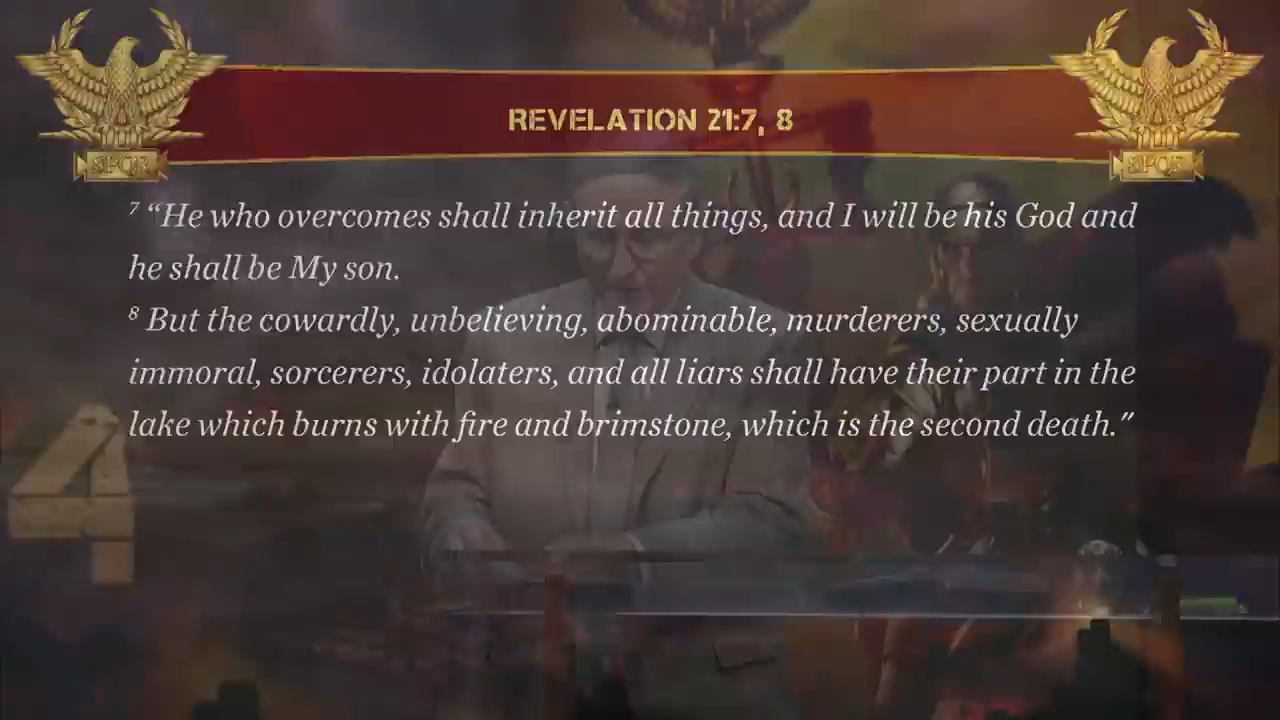 REVELATION 21:7, 8
SPQR
SPQR
⁷ “He who overcomes shall inherit all things, and I will be his God and
he shall be My son.
⁸ But the cowardly, unbelieving, abominable, murderers, sexually
immoral, sorcerers, idolaters, and all liars shall have their part in the
lake which burns with fire and brimstone, which is the second death."
4